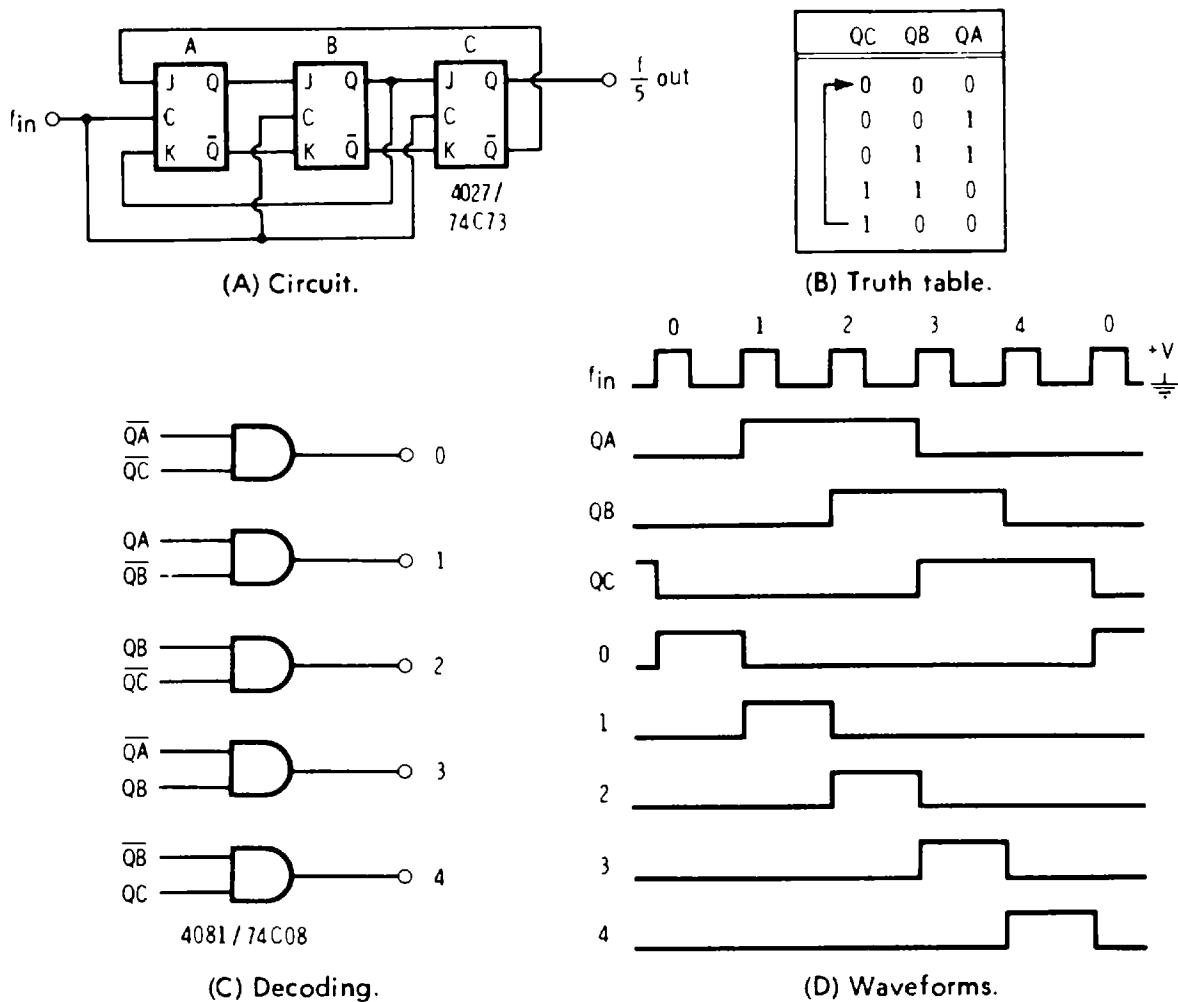 A B C
J Q J Q J Q
f/5 out
fin
C C C
K Q̅ K Q̅ K Q̅
4027/
74C73
(A) Circuit.
QC QB QA
0 0 0
0 0 1
0 1 1
1 1 0
1 0 0
(B) Truth table.
Q̅A̅
Q̅C̅
0
QA
Q̅B̅
1
QB
Q̅C̅
2
Q̅A̅
QB
3
Q̅B̅
QC
4
4081/74C08
(C) Decoding.
0 1 2 3 4 0
fin
+V
QA
QB
QC
0
1
2
3
4
(D) Waveforms.